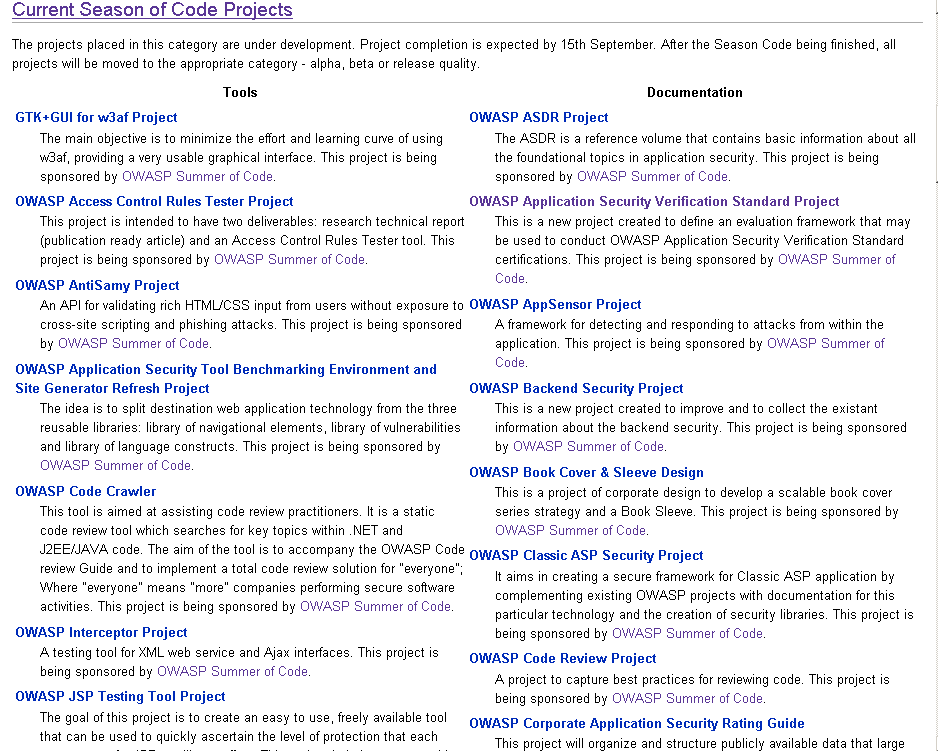 Current Season of Code Projects
The projects placed in this category are under development. Project completion is expected by 15th September. After the Season Code being finished, all
projects will be moved to the appropriate category - alpha, beta or release quality.
Tools
GTK+GUI for w3af Project
The main objective is to minimize the effort and learning curve of using
w3af, providing a very usable graphical interface. This project is being
sponsored by OWASP Summer of Code.
OWASP Access Control Rules Tester Project
This project is intended to have two deliverables: research technical report
(publication ready article) and an Access Control Rules Tester tool. This
project is being sponsored by OWASP Summer of Code.
OWASP AntiSamy Project
An API for validating rich HTML/CSS input from users without exposure to
cross-site scripting and phishing attacks. This project is being sponsored
by OWASP Summer of Code.
OWASP Application Security Tool Benchmarking Environment and
Site Generator Refresh Project
The idea is to split destination web application technology from the three
reusable libraries: library of navigational elements, library of vulnerabilities
and library of language constructs. This project is being sponsored by
OWASP Summer of Code.
OWASP Code Crawler
This tool is aimed at assisting code review practitioners. It is a static
code review tool which searches for key topics within .NET and
J2EE/JAVA code. The aim of the tool is to accompany the OWASP Code
review Guide and to implement a total code review solution for "everyone";
Where "everyone" means "more" companies performing secure software
activities. This project is being sponsored by OWASP Summer of Code.
OWASP Interceptor Project
A testing tool for XML web service and Ajax interfaces. This project is
being sponsored by OWASP Summer of Code.
OWASP JSP Testing Tool Project
The goal of this project is to create an easy to use, freely available tool
that can be used to quickly ascertain the level of protection that each
Documentation
OWASP ASDR Project
The ASDR is a reference volume that contains basic information about all
the foundational topics in application security. This project is being
sponsored by OWASP Summer of Code.
OWASP Application Security Verification Standard Project
This is a new project created to define an evaluation framework that may
be used to conduct OWASP Application Security Verification Standard
certifications. This project is being sponsored by OWASP Summer of
Code.
OWASP AppSensor Project
A framework for detecting and responding to attacks from within the
application. This project is being sponsored by OWASP Summer of
Code.
OWASP Backend Security Project
This is a new project created to improve and to collect the existant
information about the backend security. This project is being sponsored
by OWASP Summer of Code.
OWASP Book Cover & Sleeve Design
This is a project of corporate design to develop a scalable book cover
series strategy and a Book Sleeve. This project is being sponsored by
OWASP Summer of Code.
OWASP Classic ASP Security Project
It aims in creating a secure framework for Classic ASP application by
complementing existing OWASP projects with documentation for this
particular technology and the creation of security libraries. This project is
being sponsored by OWASP Summer of Code.
OWASP Code Review Project
A project to capture best practices for reviewing code. This project is
being sponsored by OWASP Summer of Code.
OWASP Corporate Application Security Rating Guide
This project will organize and structure publicly available data that large